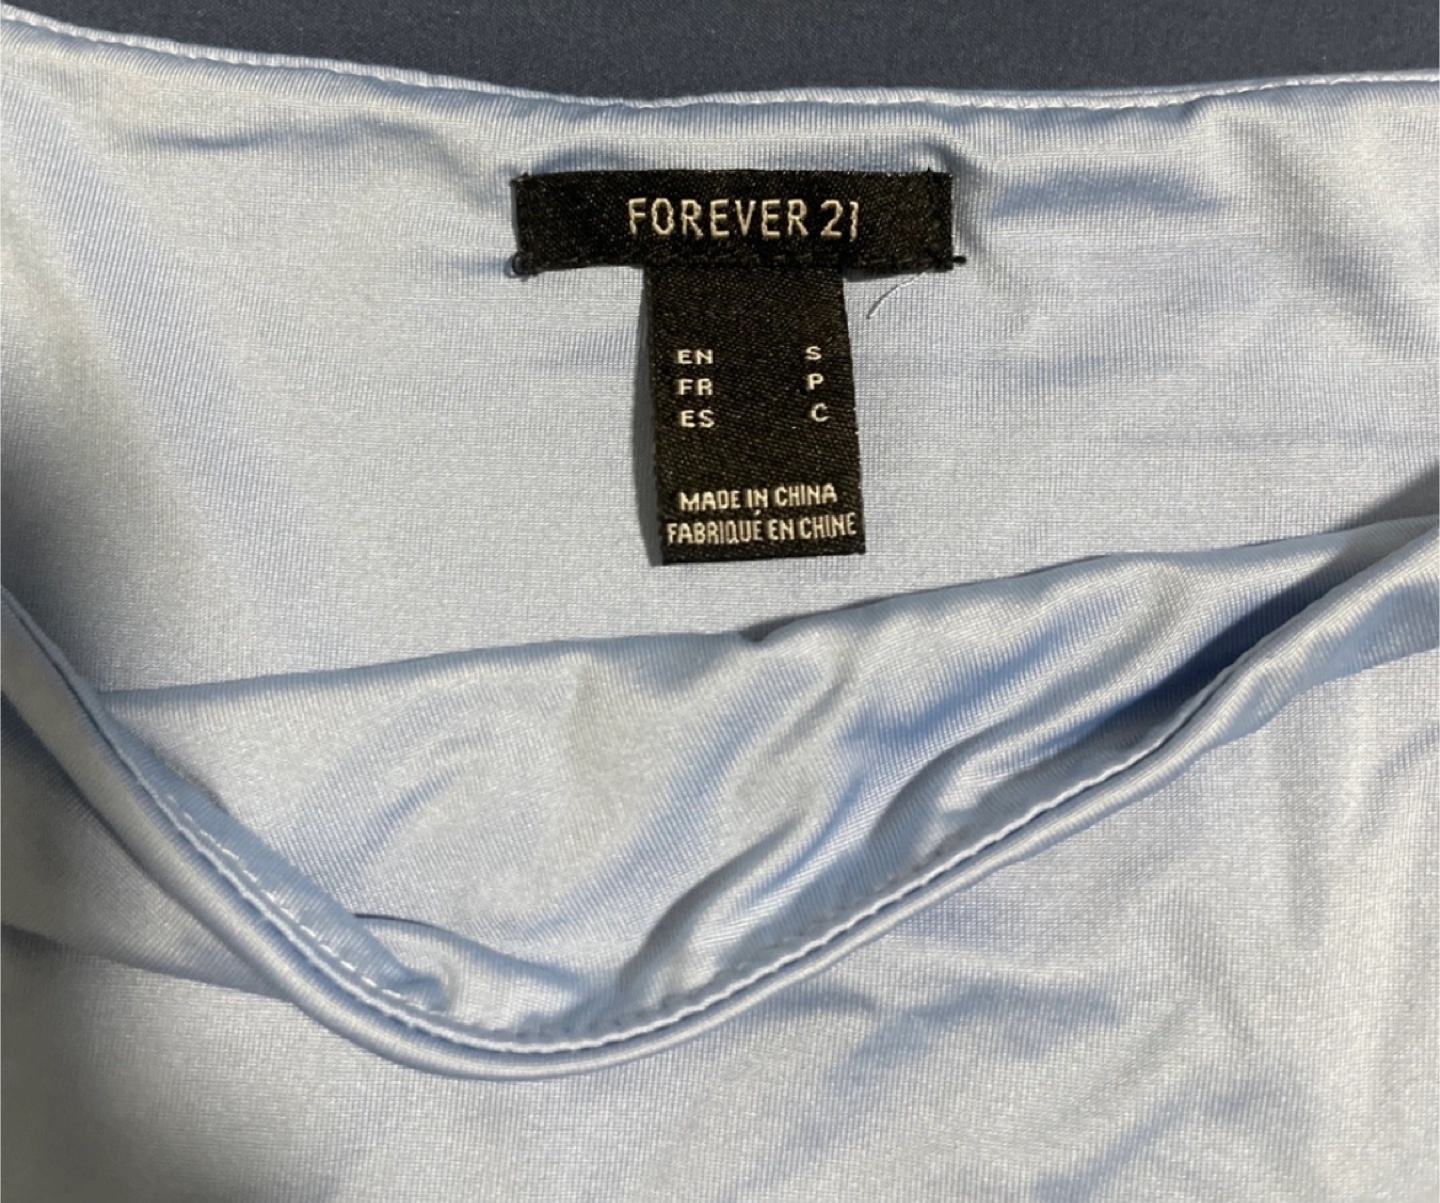 FOREVER 21
EN S
FR P
ES C
MADE IN CHINA
FABRIQUÉ EN CHINE